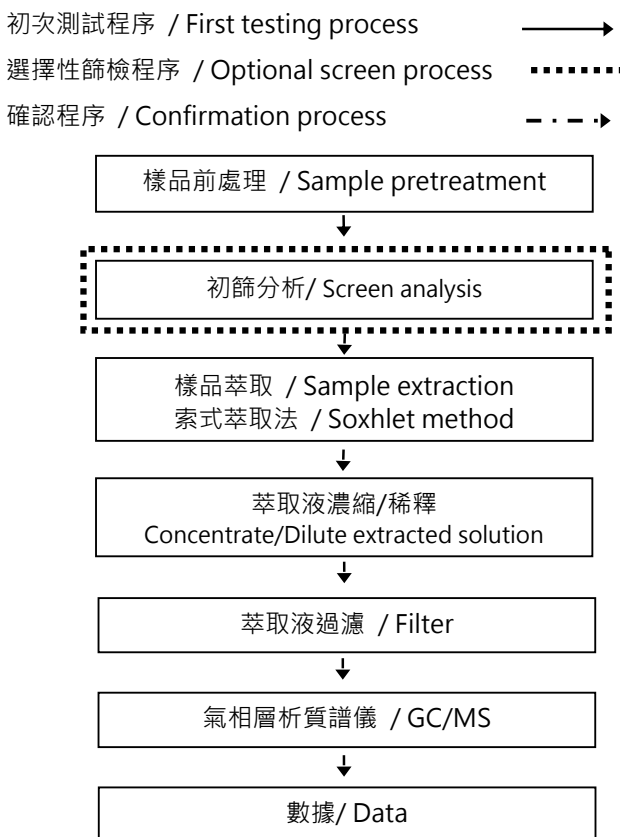 初次測試程序 / First testing process
選擇性篩檢程序 / Optional screen process
確認程序 / Confirmation process
樣品前處理 / Sample pretreatment
初篩分析/ Screen analysis
樣品萃取 / Sample extraction
索式萃取法 / Soxhlet method
萃取液濃縮/稀釋
Concentrate/Dilute extracted solution
萃取液過濾 / Filter
氣相層析質譜儀 / GC/MS
數據/ Data